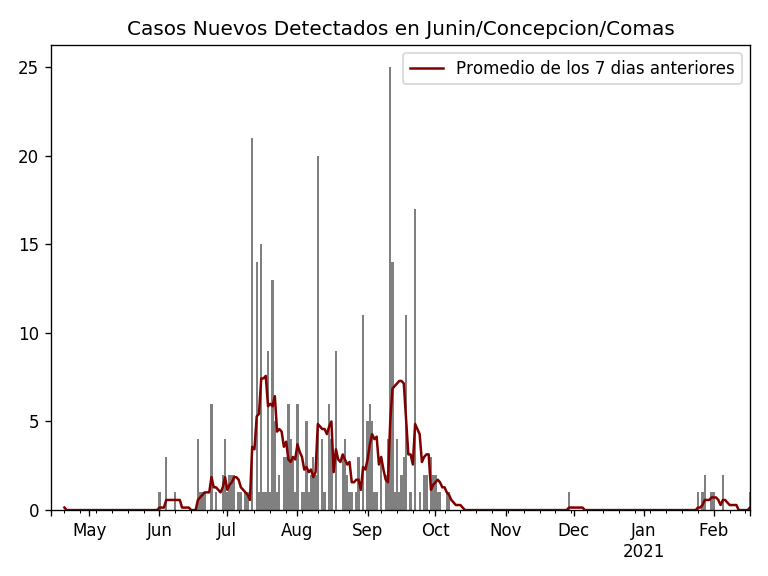 Casos Nuevos Detectados en Junin/Concepcion/Comas
Promedio de los 7 dias anteriores
25
20
15
10
5
0
May Jun Jul Aug Sep Oct Nov Dec Jan Feb
2021